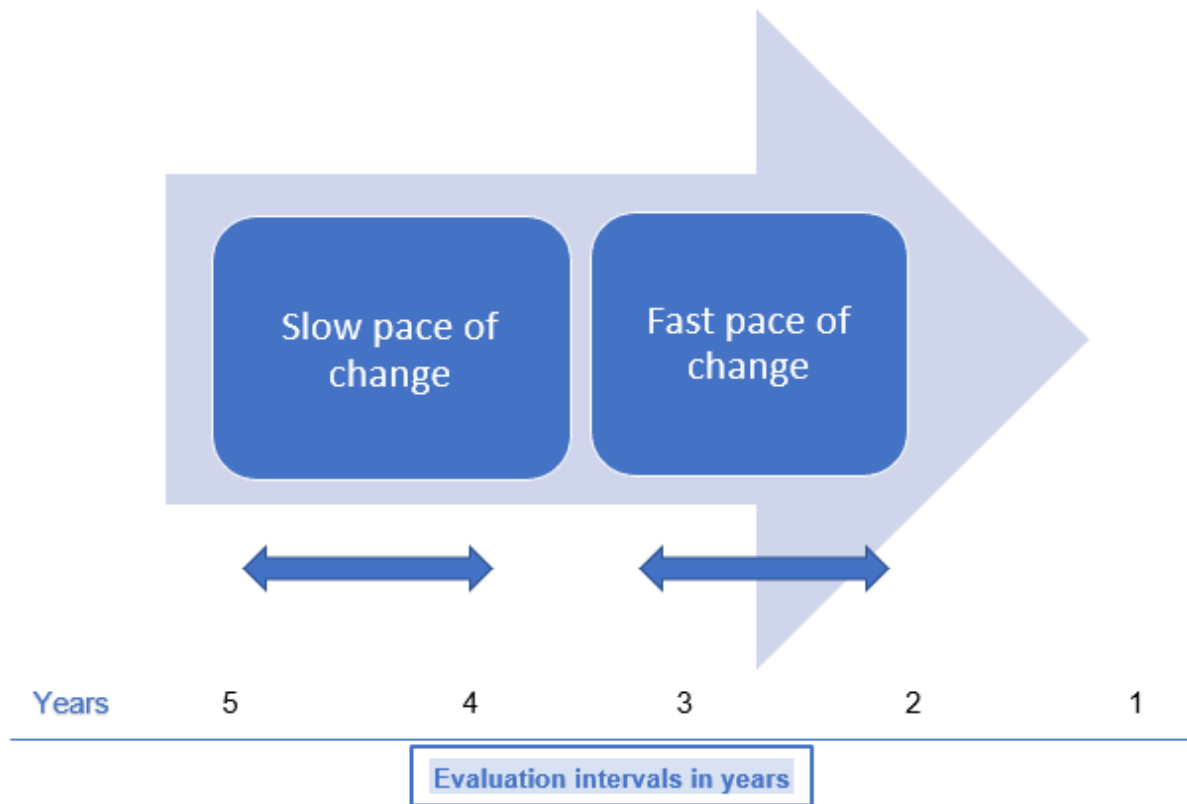 Slow pace of
change
Fast pace of
change
Years 5 4 3 2 1
Evaluation intervals in years